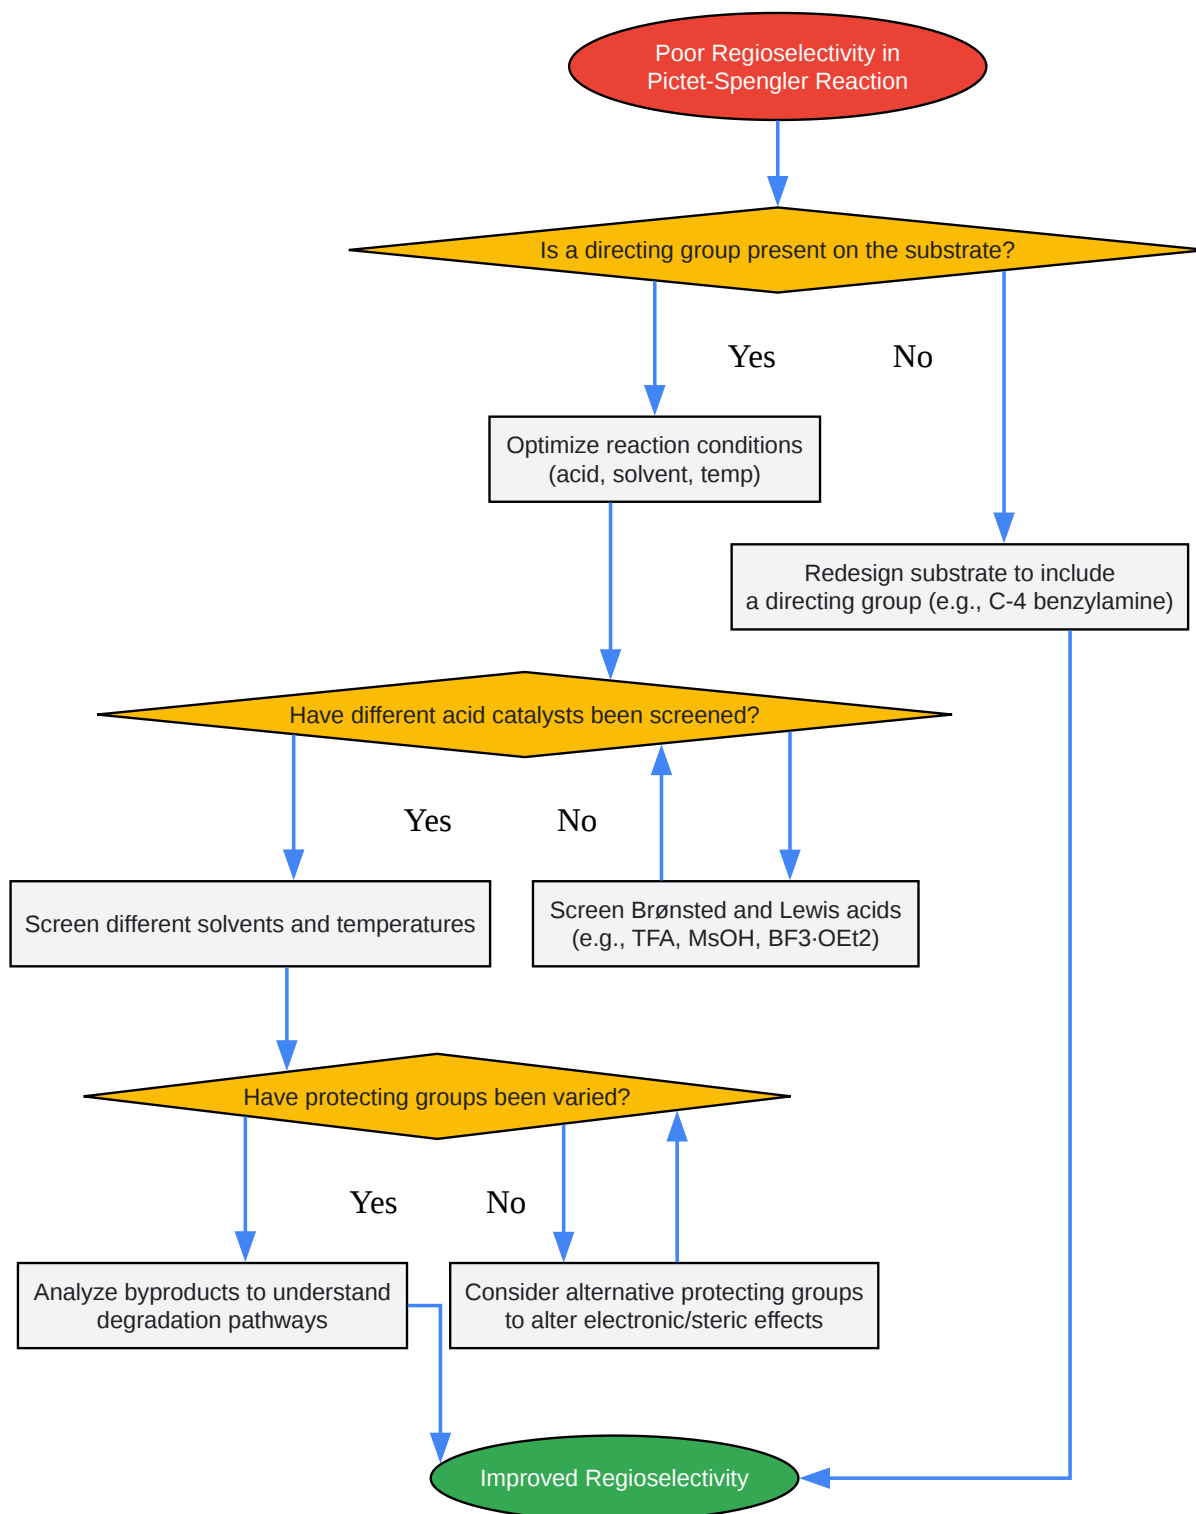 Poor Regioselectivity in
Pictet-Spengler Reaction
Is a directing group present on the substrate?
Yes
No
Optimize reaction conditions
(acid, solvent, temp)
Redesign substrate to include
a directing group (e.g., C-4 benzylamine)
Have different acid catalysts been screened?
Yes
No
Screen different solvents and temperatures
Screen Brønsted and Lewis acids
(e.g., TFA, MsOH, BF3·OEt2)
Have protecting groups been varied?
Yes
No
Analyze byproducts to understand
degradation pathways
Consider alternative protecting groups
to alter electronic/steric effects
Improved Regioselectivity